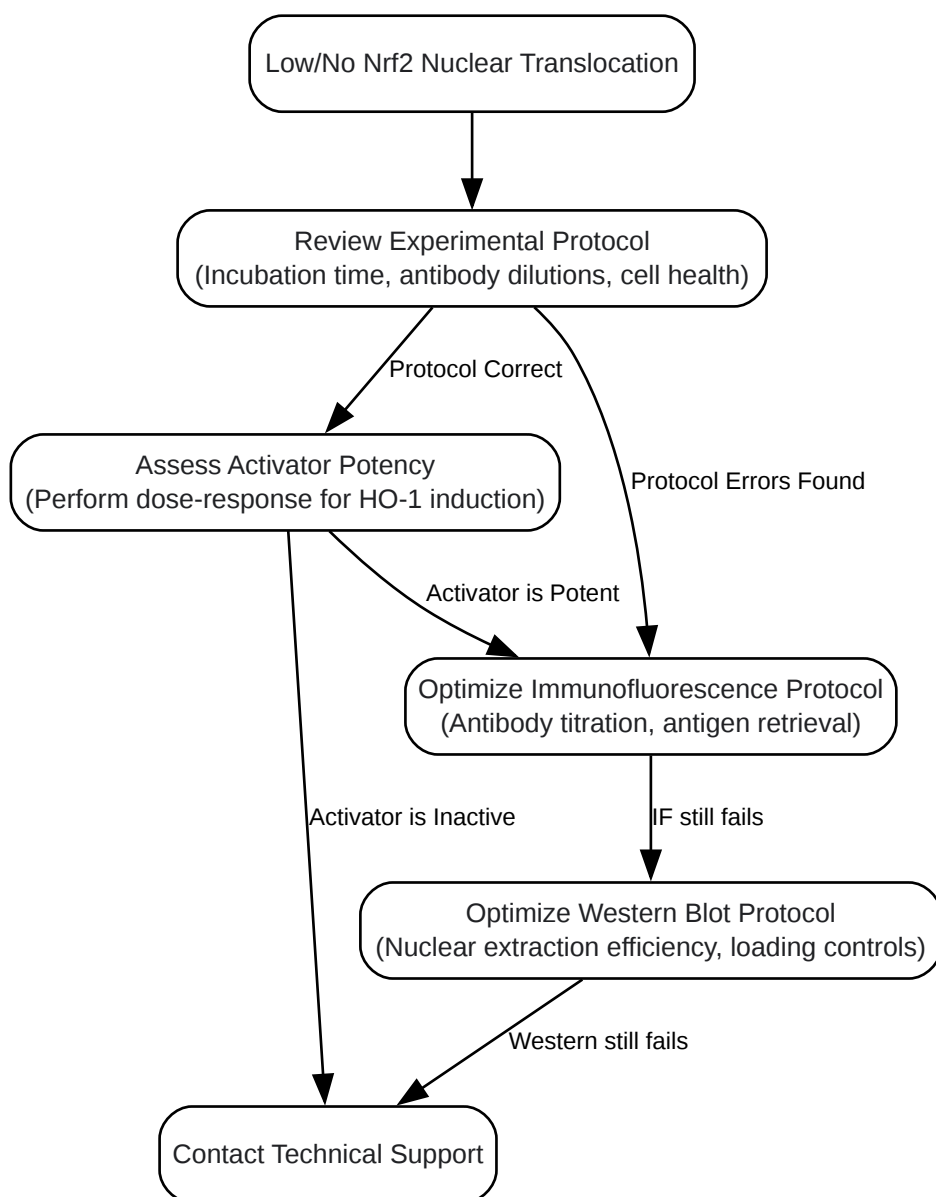 Low/No Nrf2 Nuclear Translocation
Review Experimental Protocol
(Incubation time, antibody dilutions, cell health)
Protocol Correct
Assess Activator Potency
(Perform dose-response for HO-1 induction)
Protocol Errors Found
Activator is Potent
Optimize Immunofluorescence Protocol
(Antibody titration, antigen retrieval)
Activator is Inactive
IF still fails
Optimize Western Blot Protocol
(Nuclear extraction efficiency, loading controls)
Western still fails
Contact Technical Support